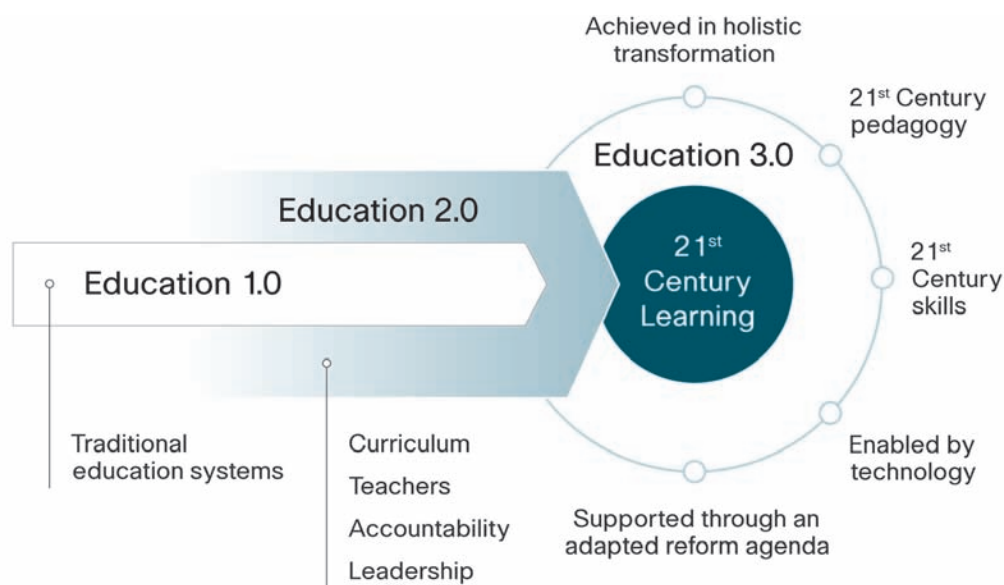 Achieved in holistic
transformation
21st Century
pedagogy
Education 3.0
Education 2.0
21st
Century
Learning
21st
Century
skills
Education 1.0
Traditional
education systems
Curriculum
Teachers
Accountability
Leadership
Enabled by
technology
Supported through an
adapted reform agenda